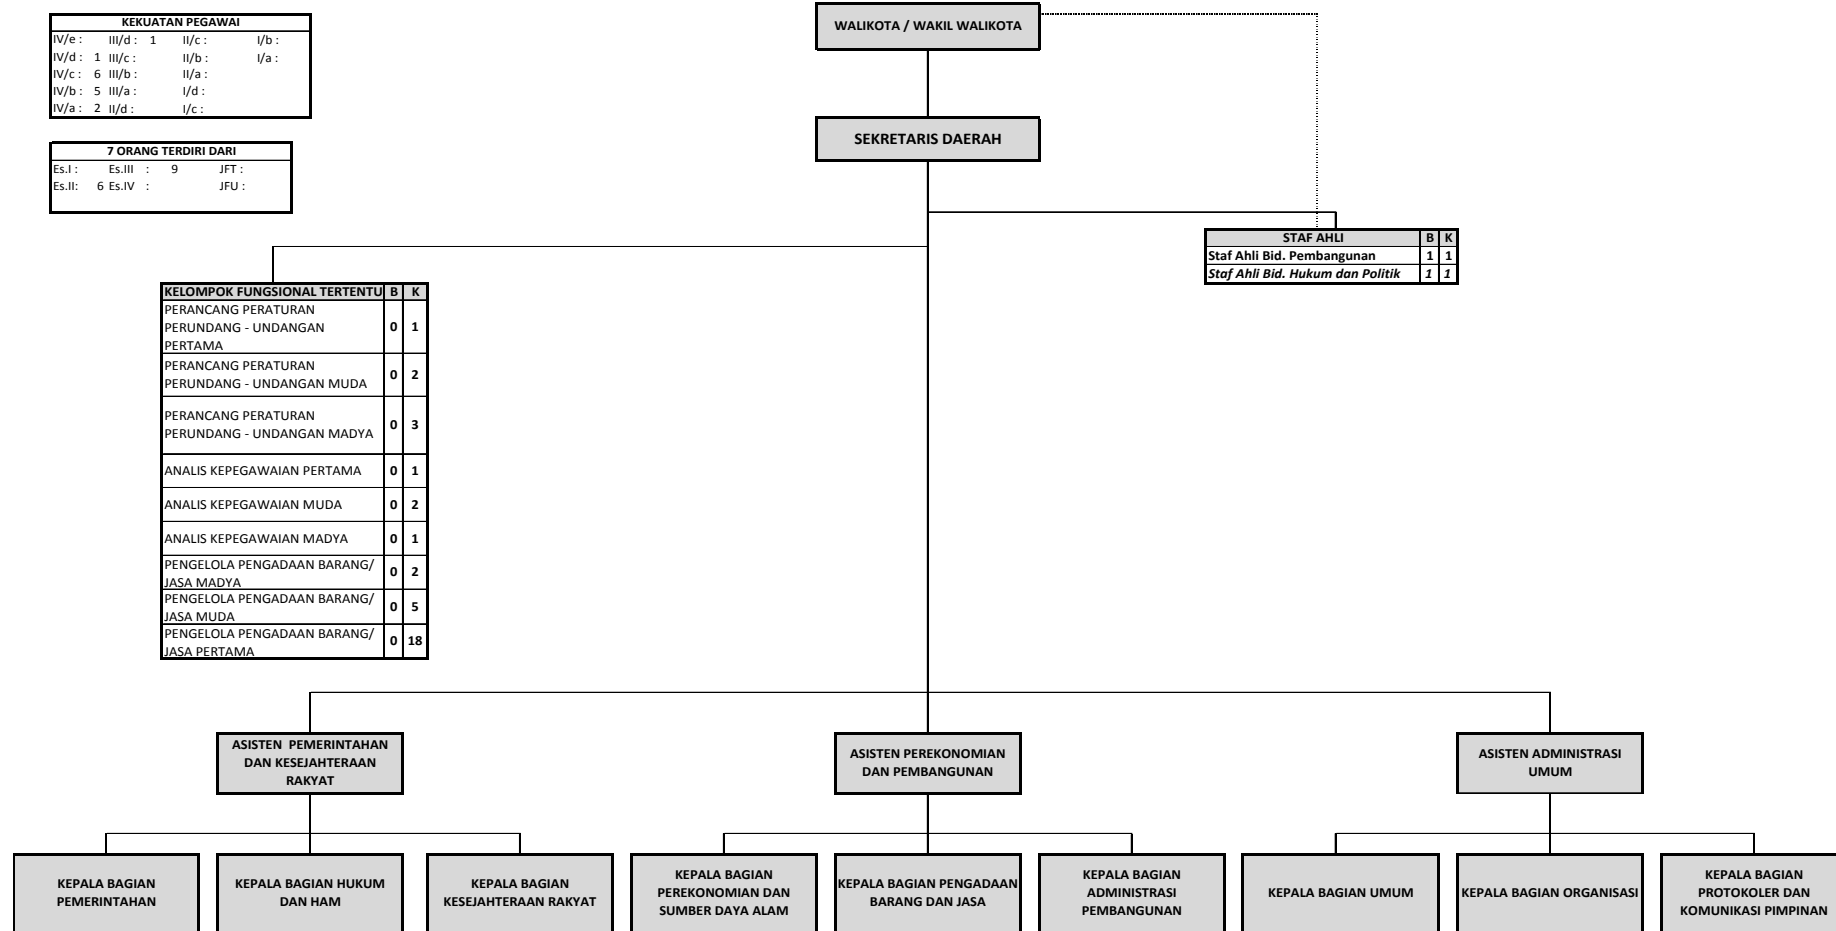 KEKUATAN PEGAWAI
IV/e : III/d : 1 II/c : I/b :
IV/d : 1 III/c : II/b : I/a :
IV/c : 6 III/b : II/a :
IV/b : 5 III/a : I/d :
IV/a : 2 II/d : I/c :
7 ORANG TERDIRI DARI
Es.I : Es.III : 9 JFT :
Es.II: 6 Es.IV : JFU :
WALIKOTA / WAKIL WALIKOTA
SEKRETARIS DAERAH
STAF AHLI B K
Staf Ahli Bid. Pembangunan 1 1
Staf Ahli Bid. Hukum dan Politik 1 1
KELOMPOK FUNGSIONAL TERTENTU B K
PERANCANG PERATURAN
PERUNDANG - UNDANGAN
PERTAMA
0 1
PERANCANG PERATURAN
PERUNDANG - UNDANGAN MUDA
0 2
PERANCANG PERATURAN
PERUNDANG - UNDANGAN MADYA
0 3
ANALIS KEPEGAWAIAN PERTAMA 0 1
ANALIS KEPEGAWAIAN MUDA 0 2
ANALIS KEPEGAWAIAN MADYA 0 1
PENGELOLA PENGADAAN BARANG/
JASA MADYA
0 2
PENGELOLA PENGADAAN BARANG/
JASA MUDA
0 5
PENGELOLA PENGADAAN BARANG/
JASA PERTAMA
0 18
ASISTEN PEMERINTAHAN
DAN KESEJAHTERAAN
RAKYAT
ASISTEN PEREKONOMIAN
DAN PEMBANGUNAN
ASISTEN ADMINISTRASI
UMUM
KEPALA BAGIAN
PEMERINTAHAN
KEPALA BAGIAN HUKUM
DAN HAM
KEPALA BAGIAN
KESEJAHTERAAN RAKYAT
KEPALA BAGIAN
PEREKONOMIAN DAN
SUMBER DAYA ALAM
KEPALA BAGIAN PENGADAAN
BARANG DAN JASA
KEPALA BAGIAN
ADMINISTRASI
PEMBANGUNAN
KEPALA BAGIAN UMUM
KEPALA BAGIAN ORGANISASI
KEPALA BAGIAN
PROTOKOLER DAN
KOMUNIKASI PIMPINAN